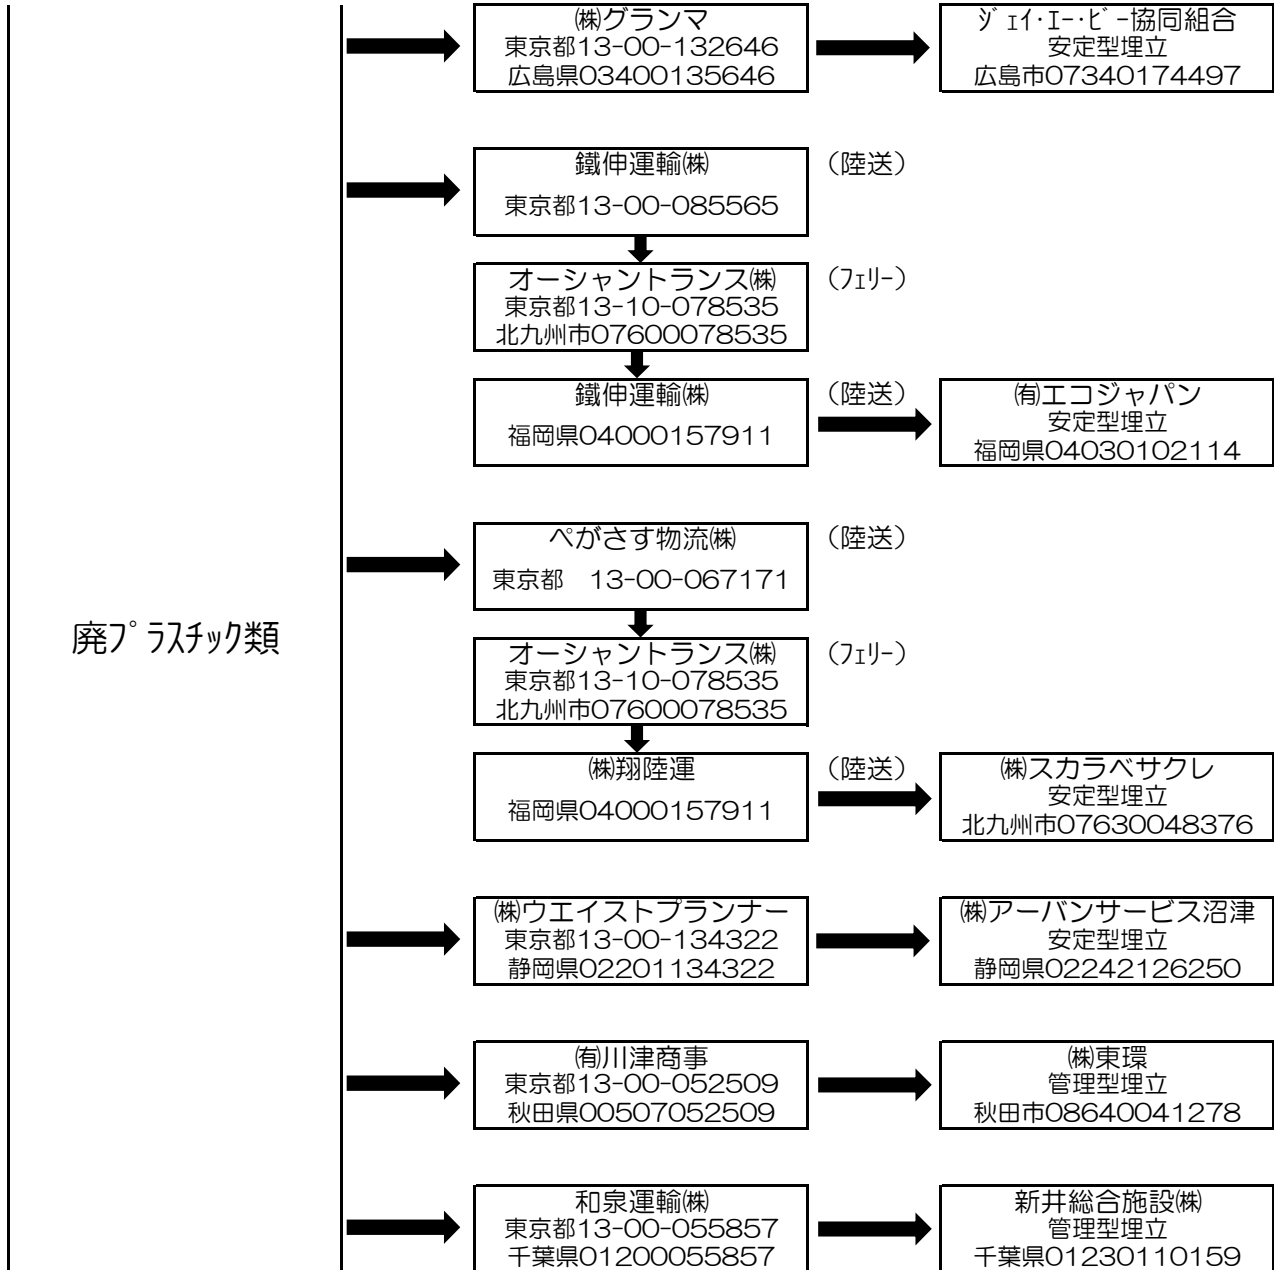 ㈱グランマ
東京都13-00-132646
広島県03400135646
ｼﾞｪｲ･ｴｰ･ﾋﾞｰ協同組合
安定型埋立
広島市07340174497
鐵伸運輸㈱
東京都13-00-085565
（陸送）
オーシャントランス㈱
東京都13-10-078535
北九州市07600078535
（ﾌｪﾘｰ）
鐵伸運輸㈱
福岡県04000157911
（陸送）
㈲エコジャパン
安定型埋立
福岡県04030102114
ぺがさす物流㈱
東京都　13-00-067171
（陸送）
廃ﾌﾟﾗｽﾁｯｸ類
オーシャントランス㈱
東京都13-10-078535
北九州市07600078535
（ﾌｪﾘｰ）
㈱翔陸運
福岡県04000157911
（陸送）
㈱スカラベサクレ
安定型埋立
北九州市07630048376
㈱ウエイストプランナー
東京都13-00-134322
静岡県02201134322
㈱アーバンサービス沼津
安定型埋立
静岡県02242126250
㈲川津商事
東京都13-00-052509
秋田県00507052509
㈱東環
管理型埋立
秋田市08640041278
和泉運輸㈱
東京都13-00-055857
千葉県01200055857
新井総合施設㈱
管理型埋立
千葉県01230110159